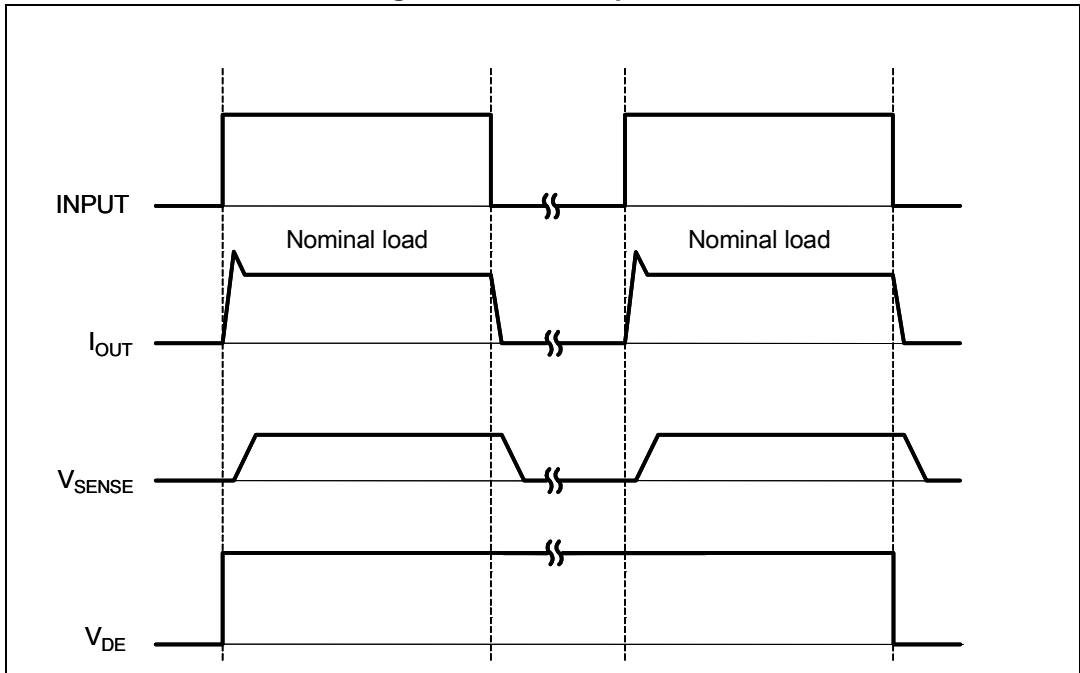 INPUT
Nominal load
Nominal load
IOUT
VSENSE
VDE